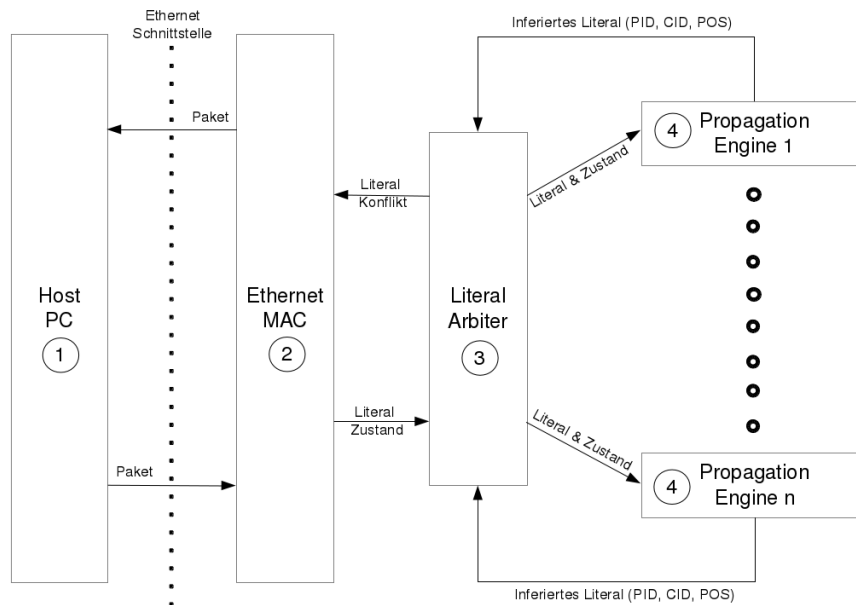 Ethernet
Schnittstelle
Inferiertes Literal (PID, CID, POS)
Paket
4
Propagation
Engine 1
Literal & Zustand
Literal
Konflikt
Host
PC
1
Ethernet
MAC
2
Literal
Arbiter
3
Literal
Zustand
Literal & Zustand
Paket
4
Propagation
Engine n
Inferiertes Literal (PID, CID, POS)